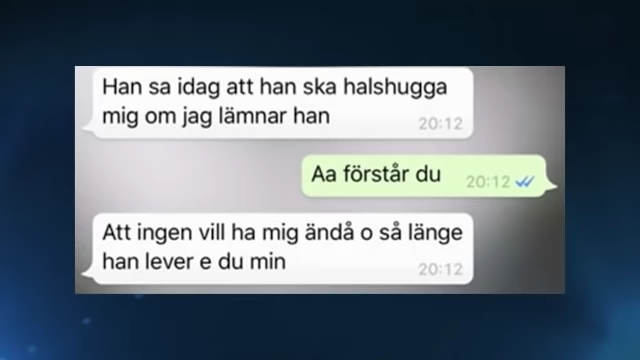 Han sa idag att han ska halshugga
mig om jag lämnar han
20:12
Aa förstår du
20:12
Att ingen vill ha mig ändå o så länge
han lever e du min
20:12